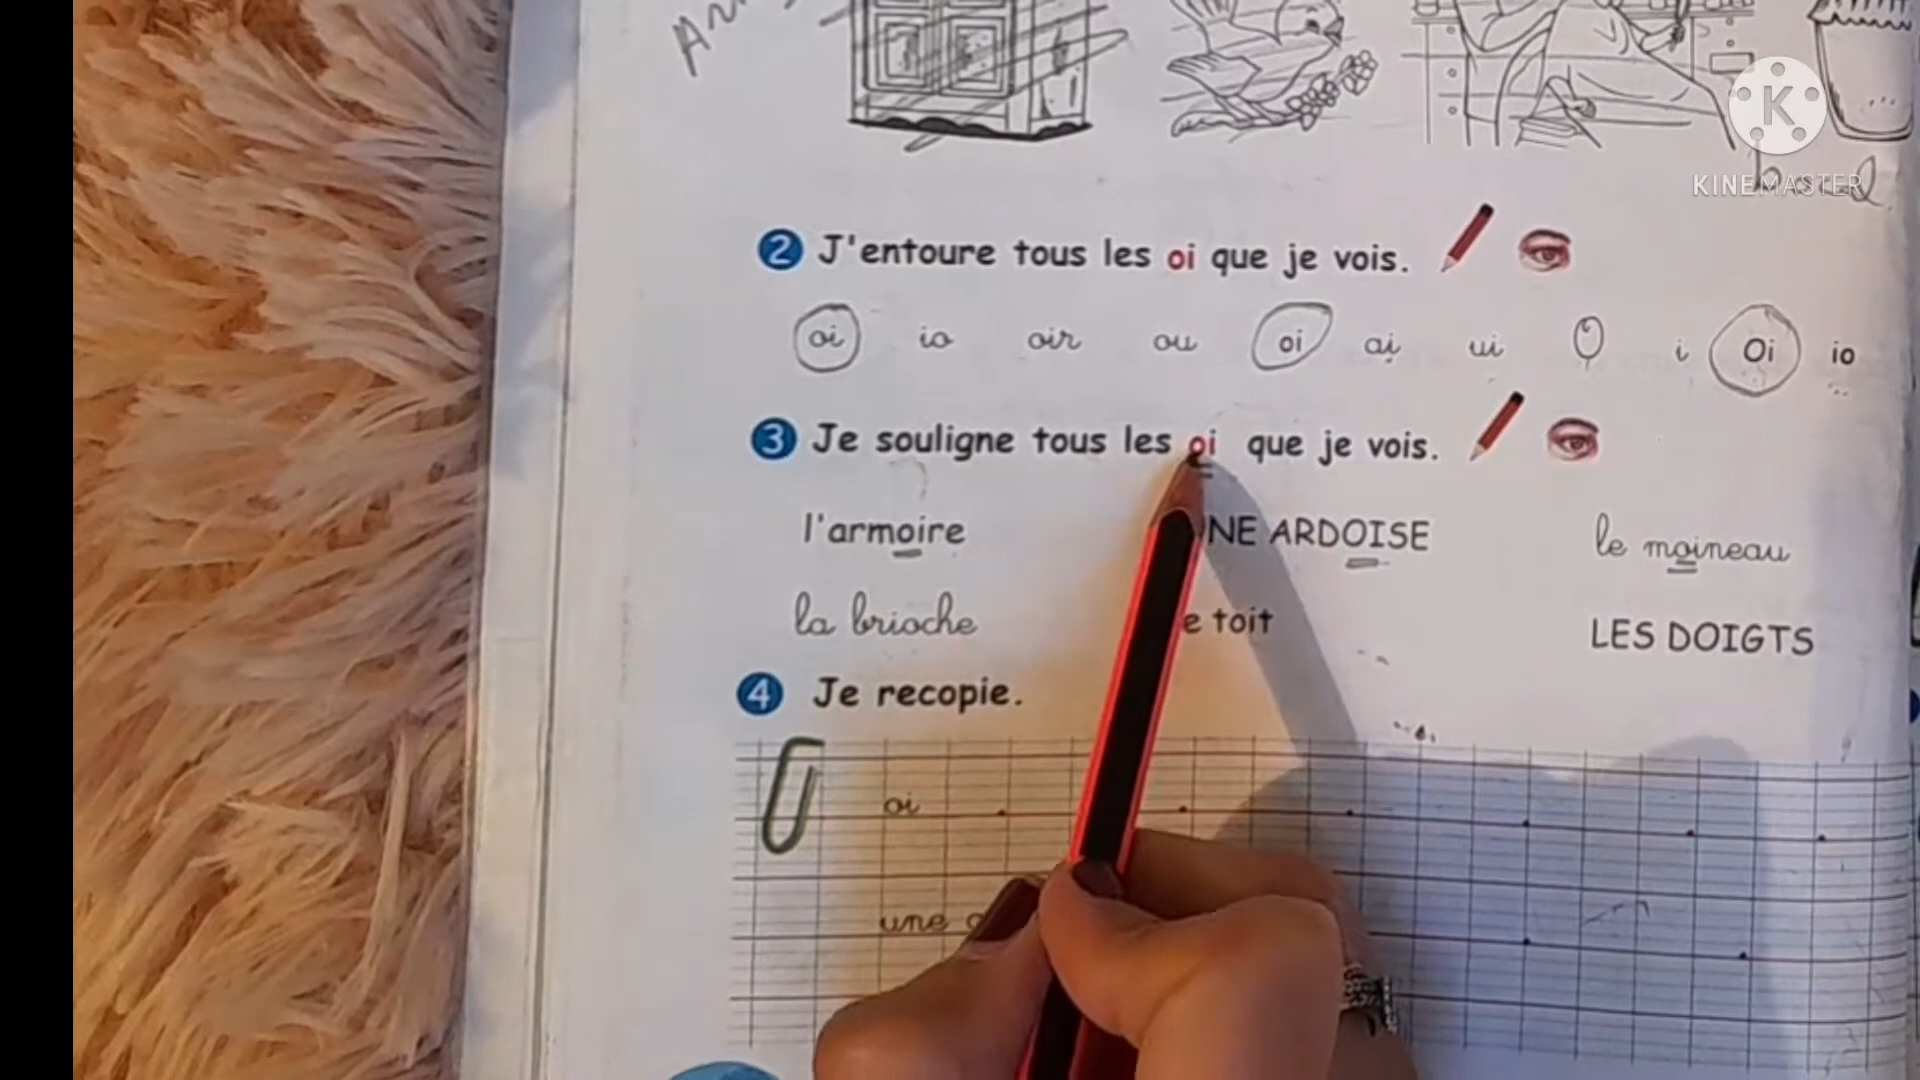 KINEMASTER
2 J'entoure tous les oi que je vois.
oi io oir ou oi ai ui O i Oi io
3 Je souligne tous les oi que je vois.
l'armoire NE ARDOISE le moineau
la brioche e toit LES DOIGTS
4 Je recopie.
oi
une